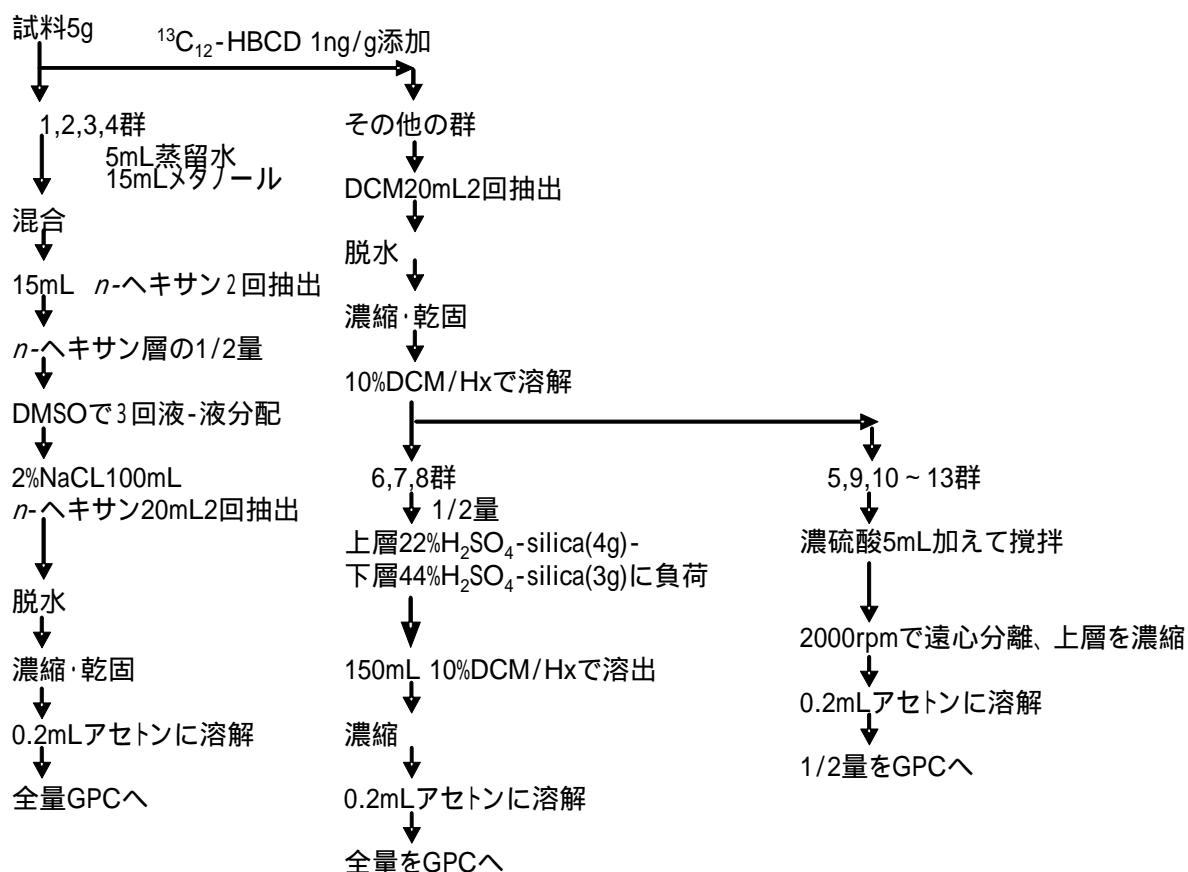 試料5g
¹³C₁₂-HBCD 1ng/g添加
1,2,3,4群
5mL蒸留水
15mLメタノール
混合
15mL n-ヘキサン2回抽出
n-ヘキサン層の1/2量
DMSOで3回液-液分配
2%NaCL100mL
n-ヘキサン20mL2回抽出
脱水
濃縮・乾固
0.2mLアセトンに溶解
全量GPCへ
その他の群
DCM20mL2回抽出
脱水
濃縮・乾固
10%DCM/Hxで溶解
6,7,8群
1/2量
上層22%H₂SO₄-silica(4g)-
下層44%H₂SO₄-silica(3g)に負荷
150mL 10%DCM/Hxで溶出
濃縮
0.2mLアセトンに溶解
全量をGPCへ
5,9,10~13群
濃硫酸5mL加えて撹拌
2000rpmで遠心分離、上層を濃縮
0.2mLアセトンに溶解
1/2量をGPCへ